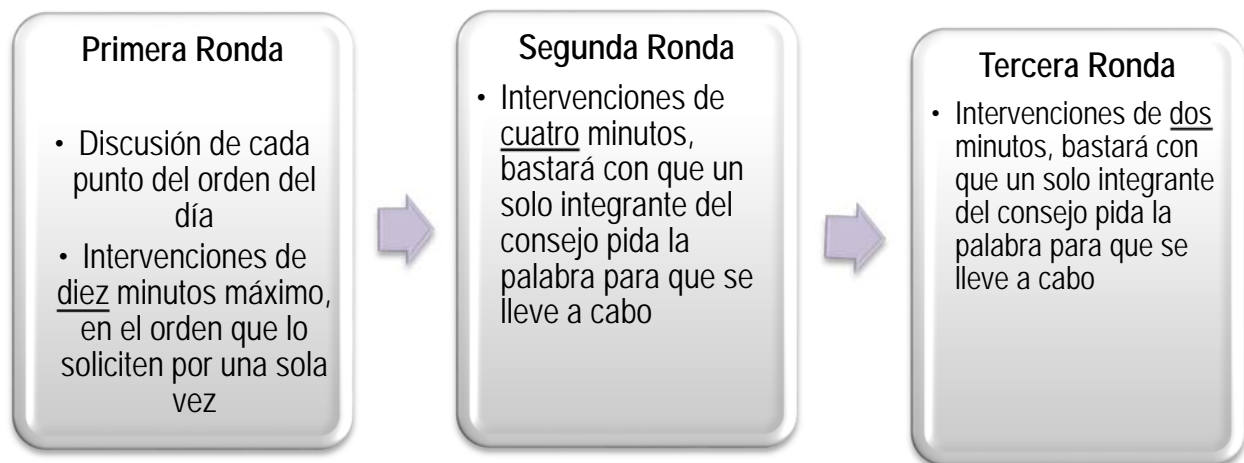 Primera Ronda
• Discusión de cada
punto del orden del
día
• Intervenciones de
diez minutos máximo,
en el orden que lo
soliciten por una sola
vez
Segunda Ronda
• Intervenciones de
cuatro minutos,
bastará con que un
solo integrante del
consejo pida la
palabra para que se
lleve a cabo
Tercera Ronda
• Intervenciones de dos
minutos, bastará con
que un solo integrante
del consejo pida la
palabra para que se
lleve a cabo